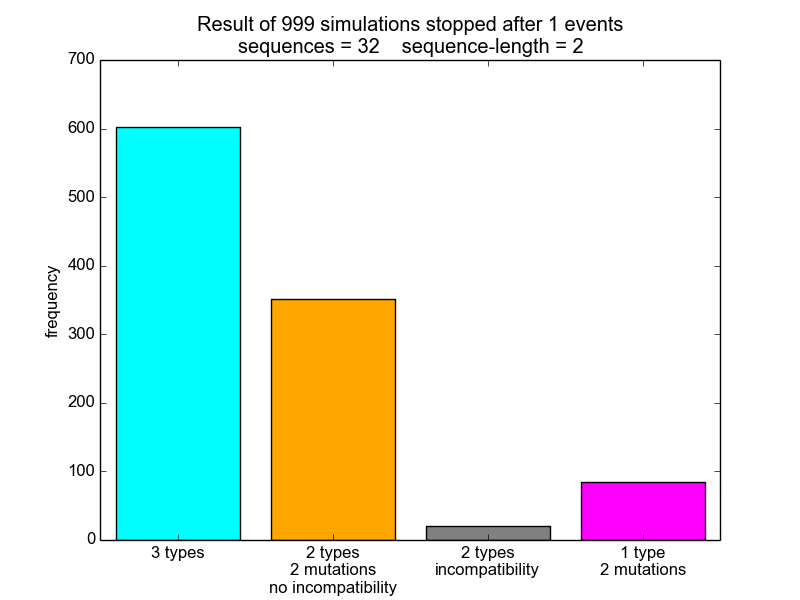 Result of 999 simulations stopped after 1 events
sequences = 32    sequence-length = 2
700
600
500
400
300
200
100
0
frequency
3 types
2 types
2 mutations
no incompatibility
2 types
incompatibility
1 type
2 mutations